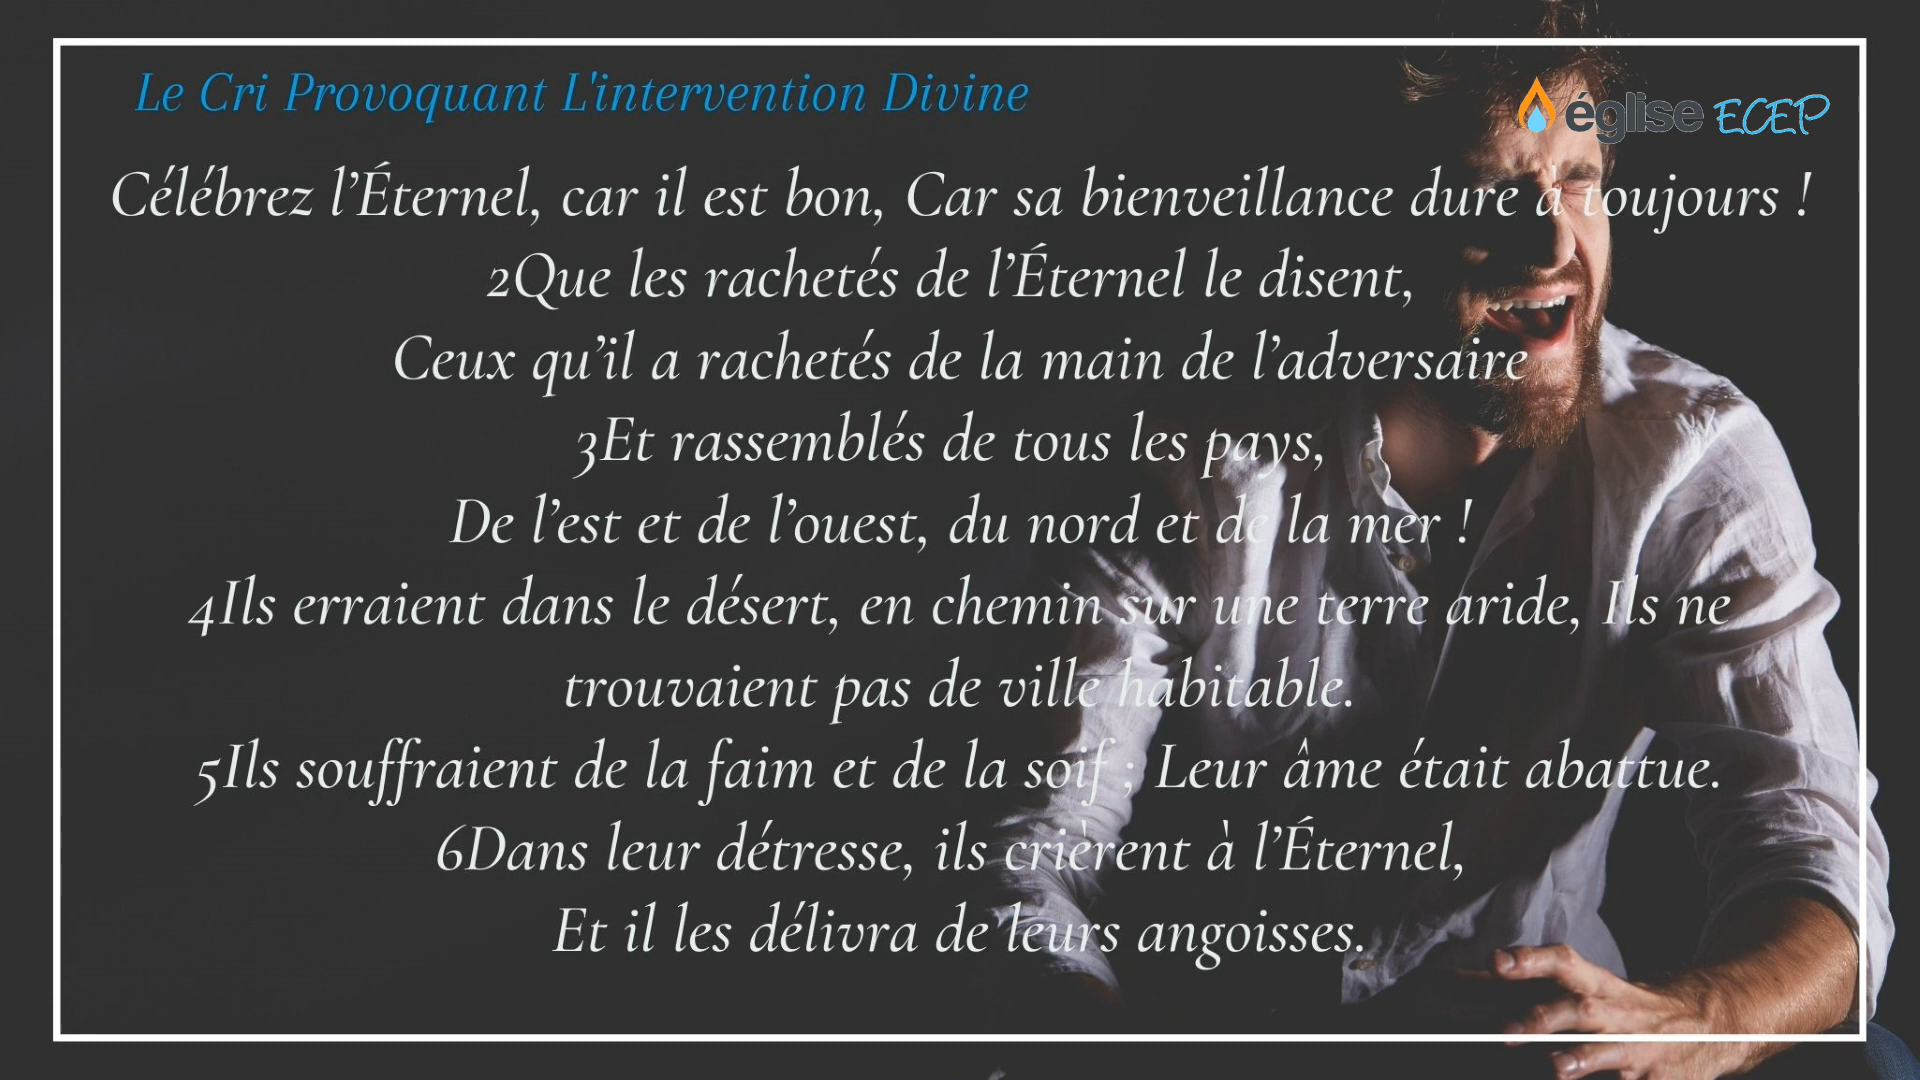 Le Cri Provoquant L'intervention Divine
église ECEP
Célébrez l’Éternel, car il est bon, Car sa bienveillance dure à toujours !
2Que les rachetés de l’Éternel le disent,
Ceux qu’il a rachetés de la main de l’adversaire
3Et rassemblés de tous les pays,
De l’est et de l’ouest, du nord et de la mer !
4Ils erraient dans le désert, en chemin sur une terre aride, Ils ne
trouvaient pas de ville habitable.
5Ils souffraient de la faim et de la soif ; Leur âme était abattue.
6Dans leur détresse, ils crièrent à l’Éternel,
Et il les délivra de leurs angoisses.